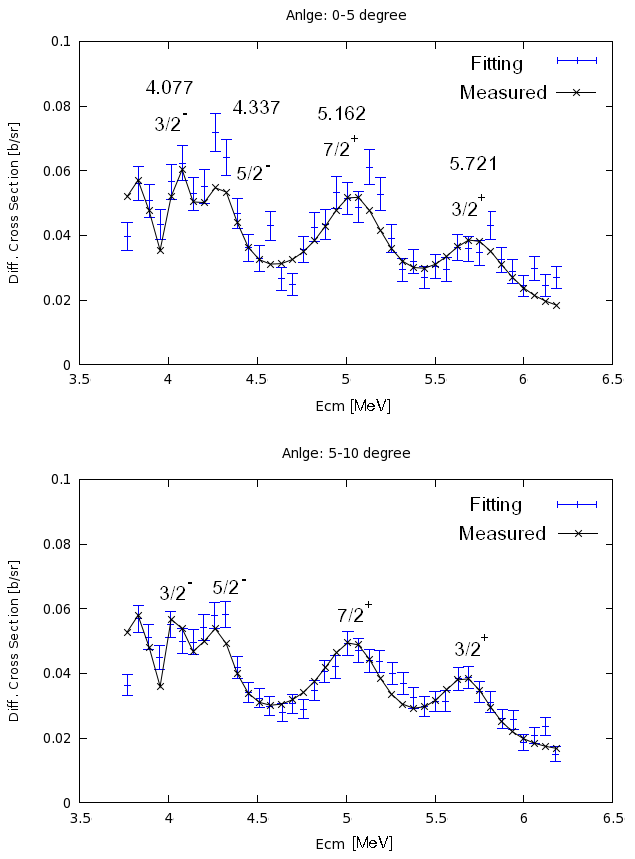 Anlge: 0-5 degree
0.1
Fitting
Measured
4.077
4.337
3/2-
5.162
0.08
7/2+
5/2-
5.721
3/2+
0.06
0.04
0.02
0
Diff. Cross Section [b/sr]
3.5 4 4.5 5 5.5 6 6.5
Ecm [MeV]
Anlge: 5-10 degree
0.1
Fitting
Measured
0.08
3/2-
5/2-
7/2+
3/2+
0.06
0.04
0.02
0
Diff. Cross Section [b/sr]
3.5 4 4.5 5 5.5 6 6.5
Ecm [MeV]